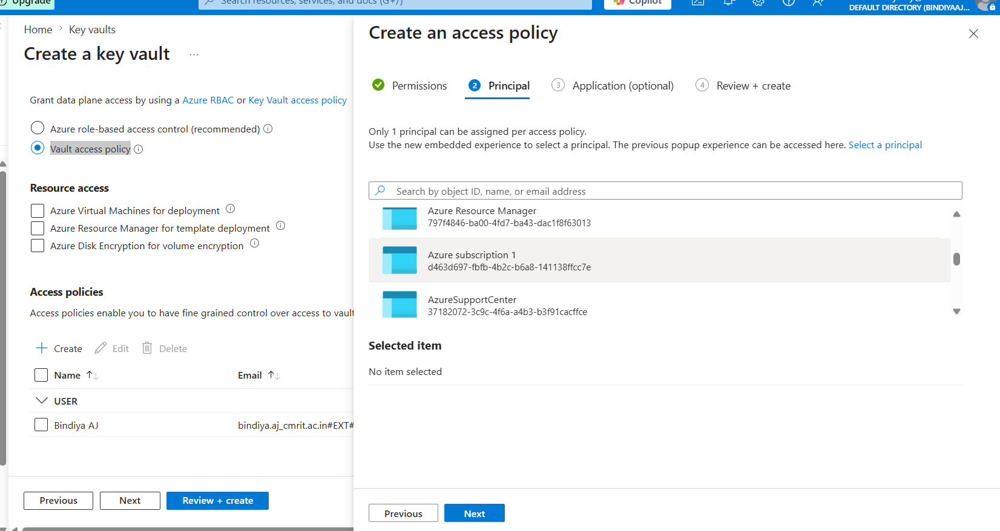 Upgrade
Search resources, services, and docs (G+/)
Copilot
DEFAULT DIRECTORY (BINDIYAAJ...
Home > Key vaults
Create a key vault ...
Grant data plane access by using a Azure RBAC or Key Vault access policy
Azure role-based access control (recommended)
Vault access policy
Resource access
Azure Virtual Machines for deployment
Azure Resource Manager for template deployment
Azure Disk Encryption for volume encryption
Access policies
Access policies enable you to have fine grained control over access to vault
Create Edit Delete
Name Email
USER
Bindiya AJ bindiya.aj_cmrit.ac.in#EXT#
Previous Next Review + create
Create an access policy
Permissions 2 Principal 3 Application (optional) 4 Review + create
Only 1 principal can be assigned per access policy.
Use the new embedded experience to select a principal. The previous popup experience can be accessed here. Select a principal
Search by object ID, name, or email address
Azure Resource Manager
797f4846-ba00-4fd7-ba43-dac1f8f63013
Azure subscription 1
d463d697-fbfb-4b2c-b6a8-141138ffcc7e
AzureSupportCenter
37182072-3c9c-4f6a-a4b3-b3f91cacffce
Selected item
No item selected
Previous Next